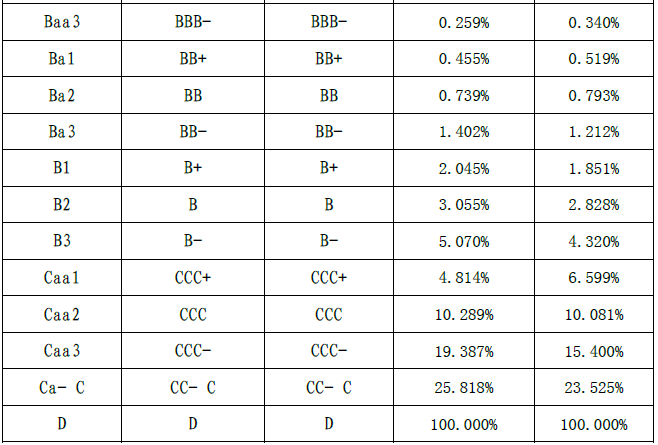 Baa3 BBB- BBB- 0.259% 0.340%
Ba1 BB+ BB+ 0.455% 0.519%
Ba2 BB BB 0.739% 0.793%
Ba3 BB- BB- 1.402% 1.212%
B1 B+ B+ 2.045% 1.851%
B2 B B 3.055% 2.828%
B3 B- B- 5.070% 4.320%
Caa1 CCC+ CCC+ 4.814% 6.599%
Caa2 CCC CCC 10.289% 10.081%
Caa3 CCC- CCC- 19.387% 15.400%
Ca- C CC- C CC- C 25.818% 23.525%
D D D 100.000% 100.000%